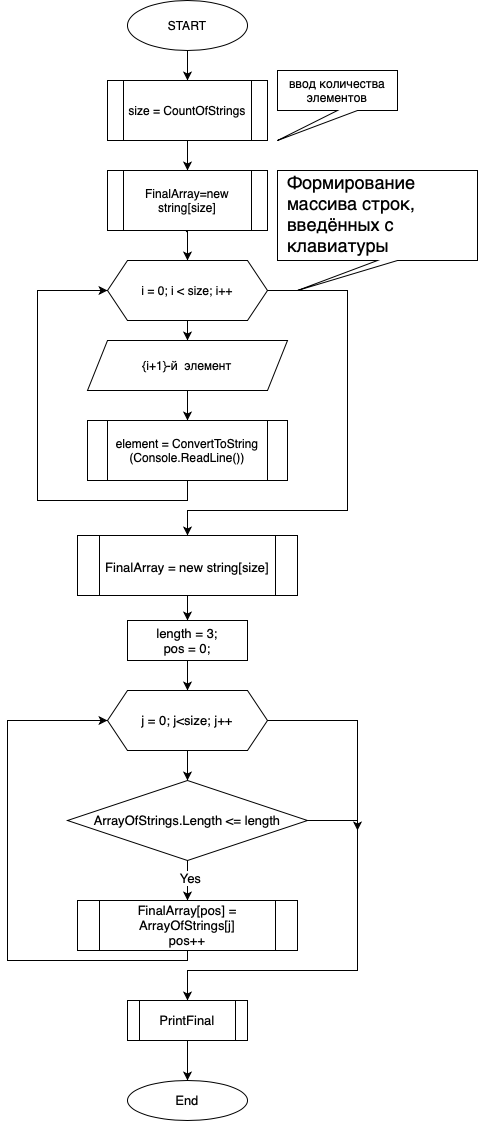 START
size = CountOfStrings
ввод количества
элементов
FinalArray=new
string[size]
Формирование
массива строк,
введённых с
клавиатуры
i = 0; i < size; i++
{i+1}-й элемент
element = ConvertToString
(Console.ReadLine())
FinalArray = new string[size]
length = 3;
pos = 0;
j = 0; j<size; j++
ArrayOfStrings.Length <= length
Yes
FinalArray[pos] =
ArrayOfStrings[j]
pos++
PrintFinal
End